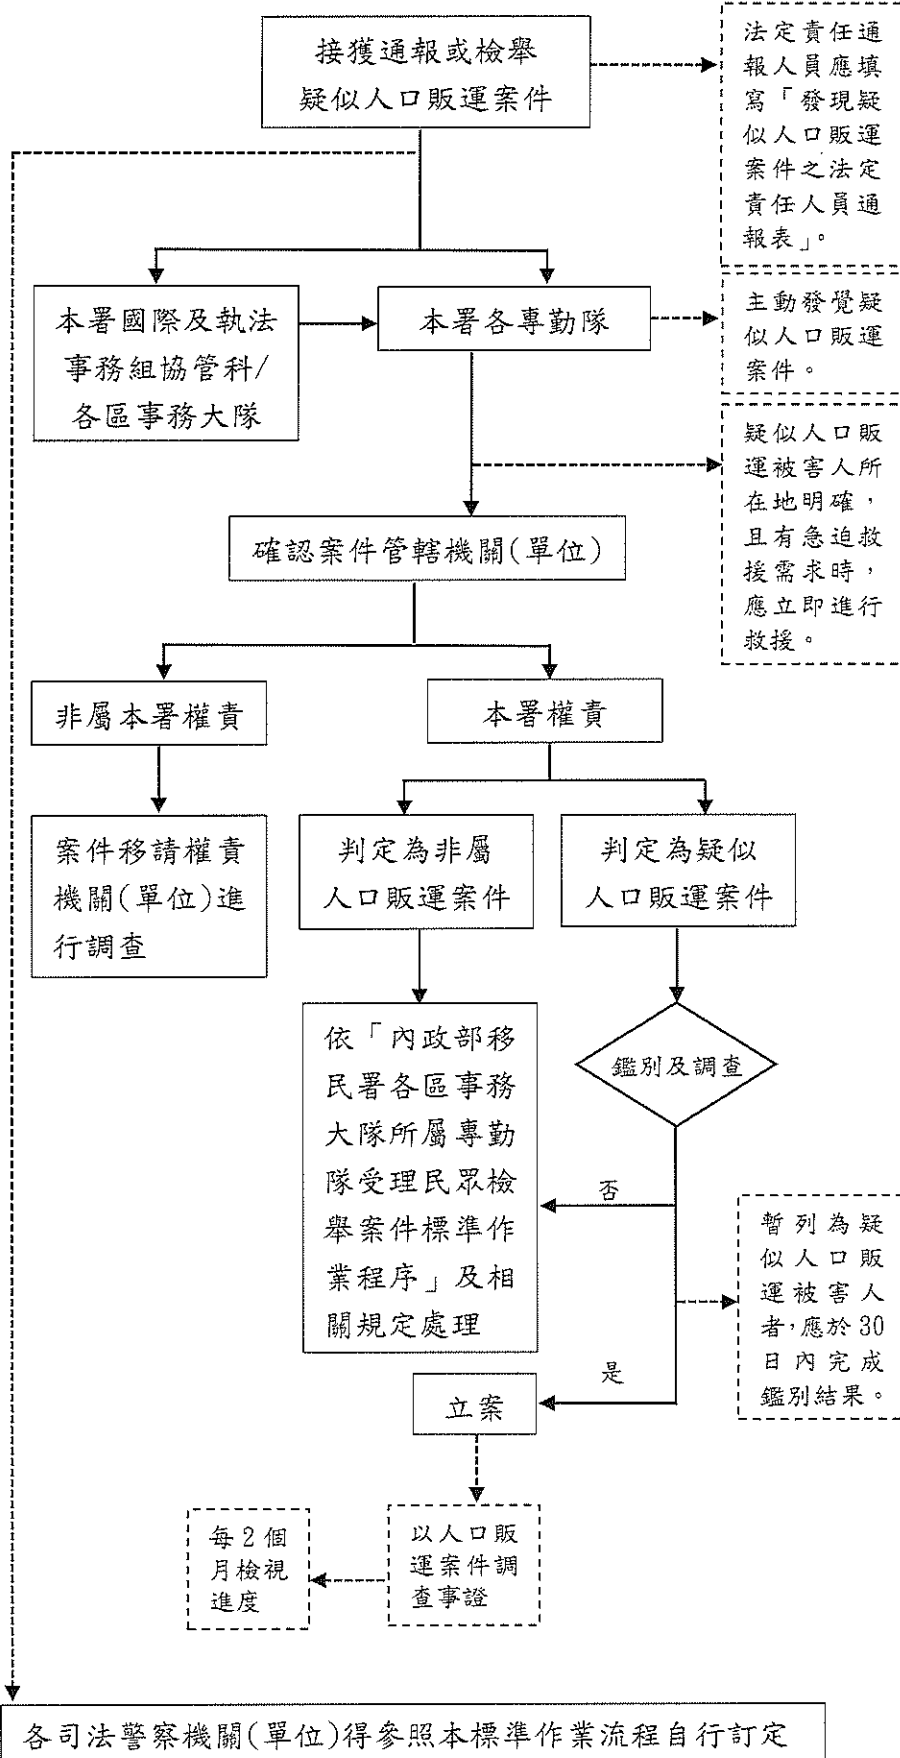 接獲通報或檢舉
疑似人口販運案件
法定責任通
報人員應填
寫「發現疑
似人口販運
案件之法定
責任人員通
報表」。
本署國際及執法
事務組協管科/
各區事務大隊
本署各專勤隊
主動發覺疑
似人口販運
案件。
疑似人口販
運被害人所
在地明確，
且有急迫救
援需求時，
應立即進行
救援。
確認案件管轄機關(單位)
非屬本署權責
本署權責
案件移請權責
機關(單位)進
行調查
判定為非屬
人口販運案件
判定為疑似
人口販運案件
依「內政部移
民署各區事務
大隊所屬專勤
隊受理民眾檢
舉案件標準作
業程序」及相
關規定處理
鑑別及調查
否
暫列為疑
似人口販
運被害人
者，應於30
日內完成
鑑別結果。
是
立案
以人口販
運案件調
查事證
每2個
月檢視
進度
各司法警察機關(單位)得參照本標準作業流程自行訂定